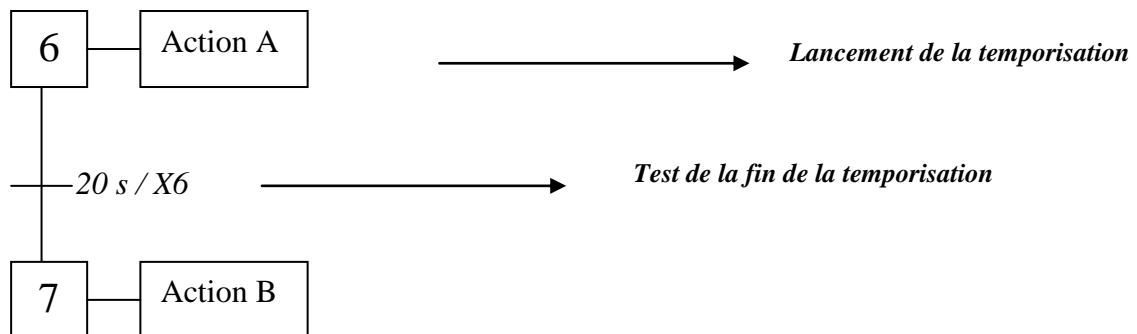 6 Action A Lancement de la temporisation
20 s / X6 Test de la fin de la temporisation
7 Action B